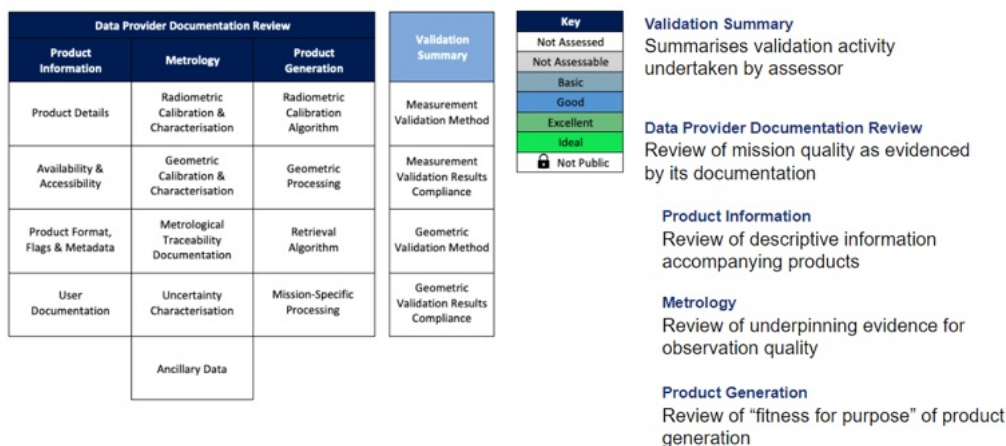 Data Provider Documentation Review
Product
Information
Metrology
Product
Generation
Product Details
Radiometric
Calibration &
Characterisation
Radiometric
Calibration
Algorithm
Availability &
Accessibility
Geometric
Calibration &
Characterisation
Geometric
Processing
Product Format,
Flags & Metadata
Metrological
Traceability
Documentation
Retrieval
Algorithm
User
Documentation
Uncertainty
Characterisation
Mission-Specific
Processing
Ancillary Data
Validation
Summary
Measurement
Validation Method
Measurement
Validation Results
Compliance
Geometric
Validation Method
Geometric
Validation Results
Compliance
Key
Not Assessed
Not Assessable
Basic
Good
Excellent
Ideal
Not Public
Validation Summary
Summarises validation activity
undertaken by assessor
Data Provider Documentation Review
Review of mission quality as evidenced
by its documentation
Product Information
Review of descriptive information
accompanying products
Metrology
Review of underpinning evidence for
observation quality
Product Generation
Review of “fitness for purpose” of product
generation